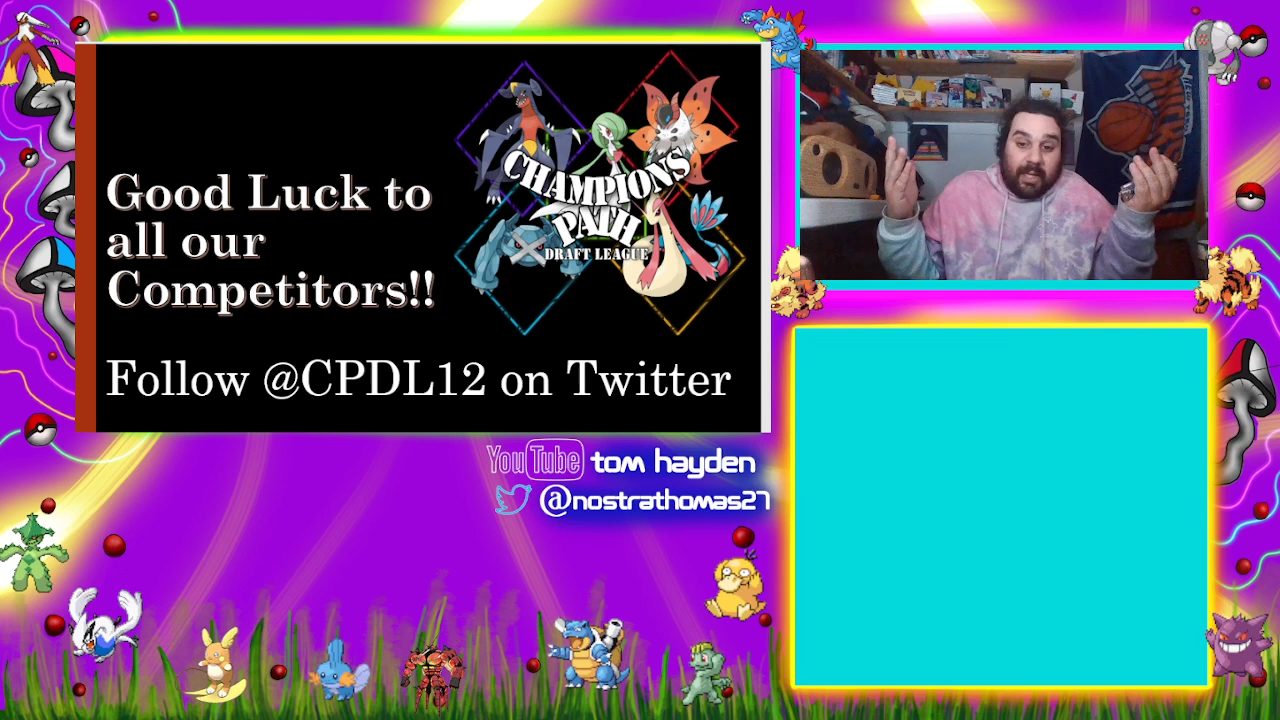 Good Luck to
all our
Competitors!!
CHAMPIONS
PATH
DRAFT LEAGUE
Follow @CPDL12 on Twitter
YouTube tom hayden
@nostrathomas27